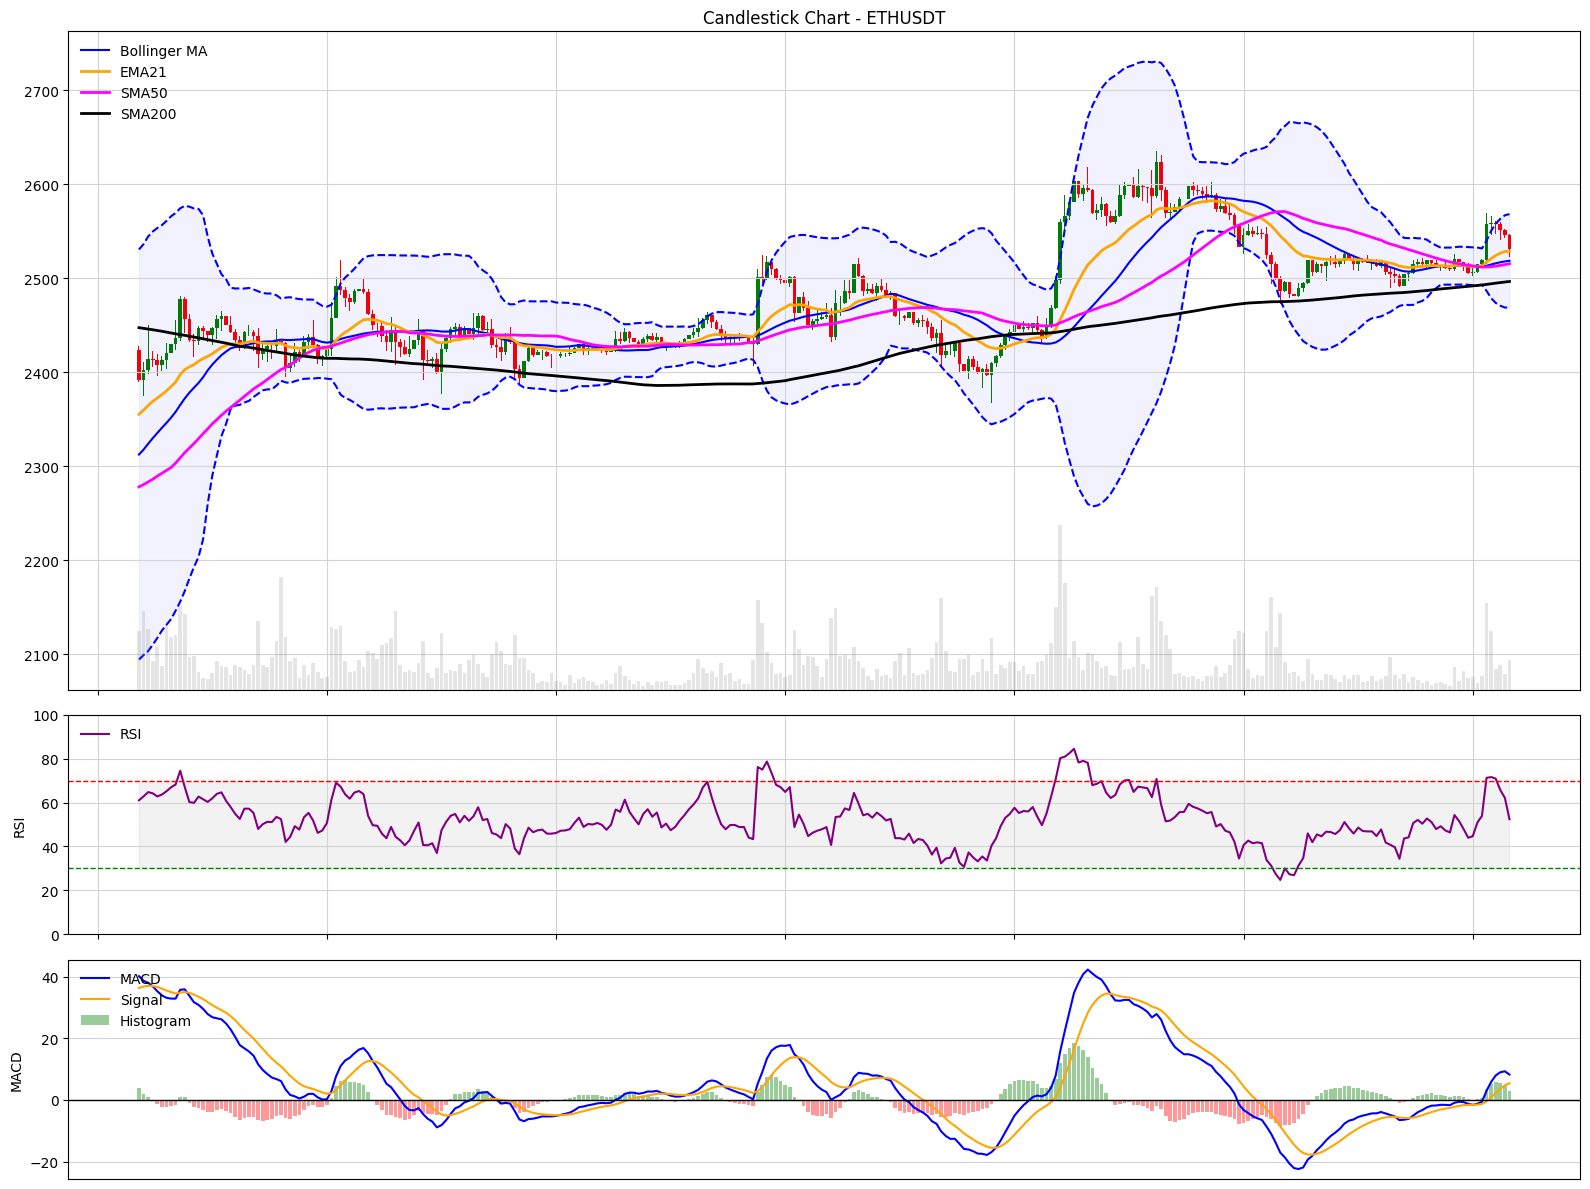 Candlestick Chart - ETHUSDT
Bollinger MA
EMA21
SMA50
SMA200
2700
2600
2500
2400
2300
2200
2100
RSI
RSI
100
80
60
40
20
0
MACD
Signal
Histogram
MACD
40
20
0
−20